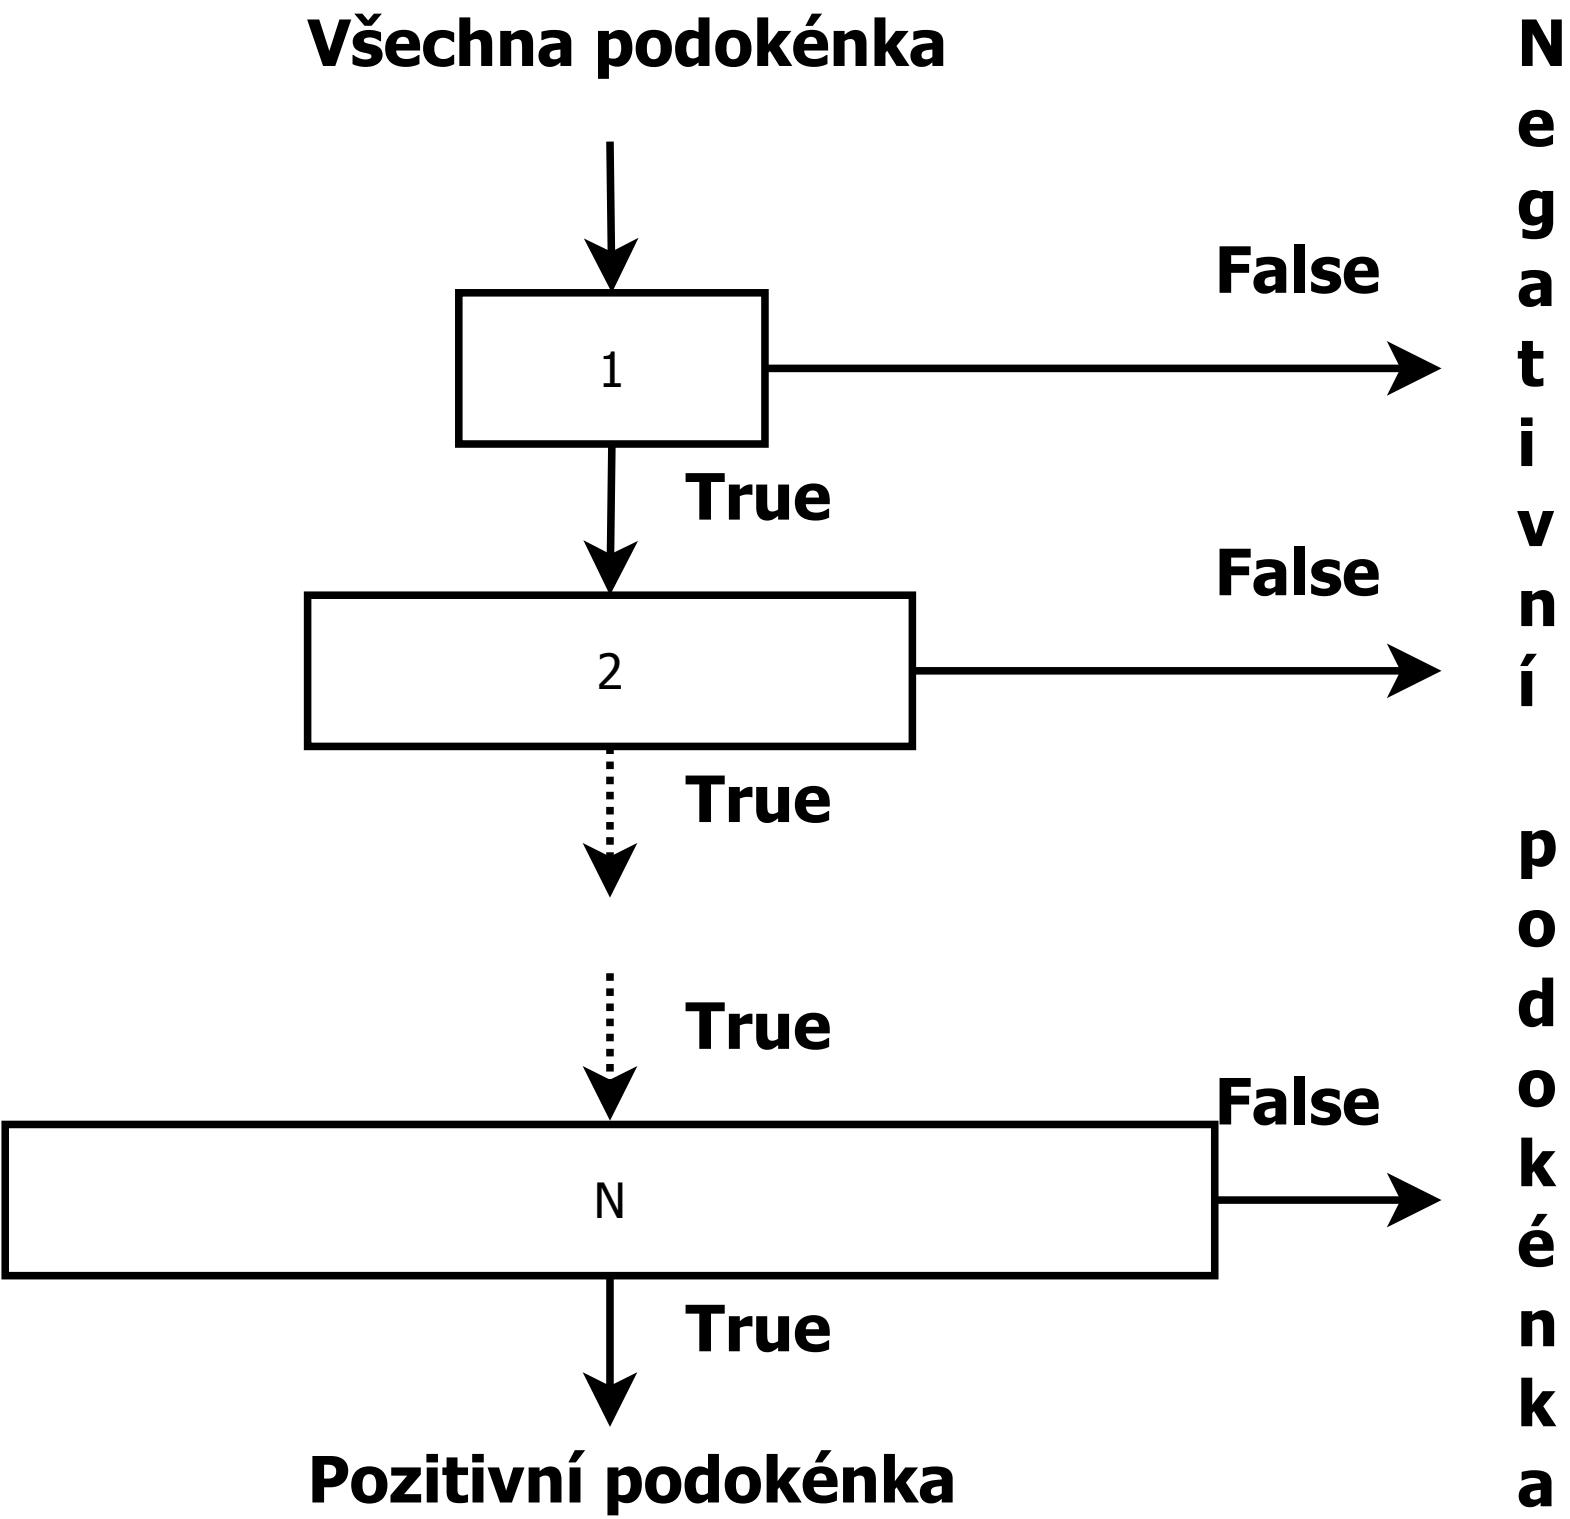 Všechna podokénka
False
1
True
False
2
True
True
False
N
True
Pozitivní podokénka
Negativní podokénka